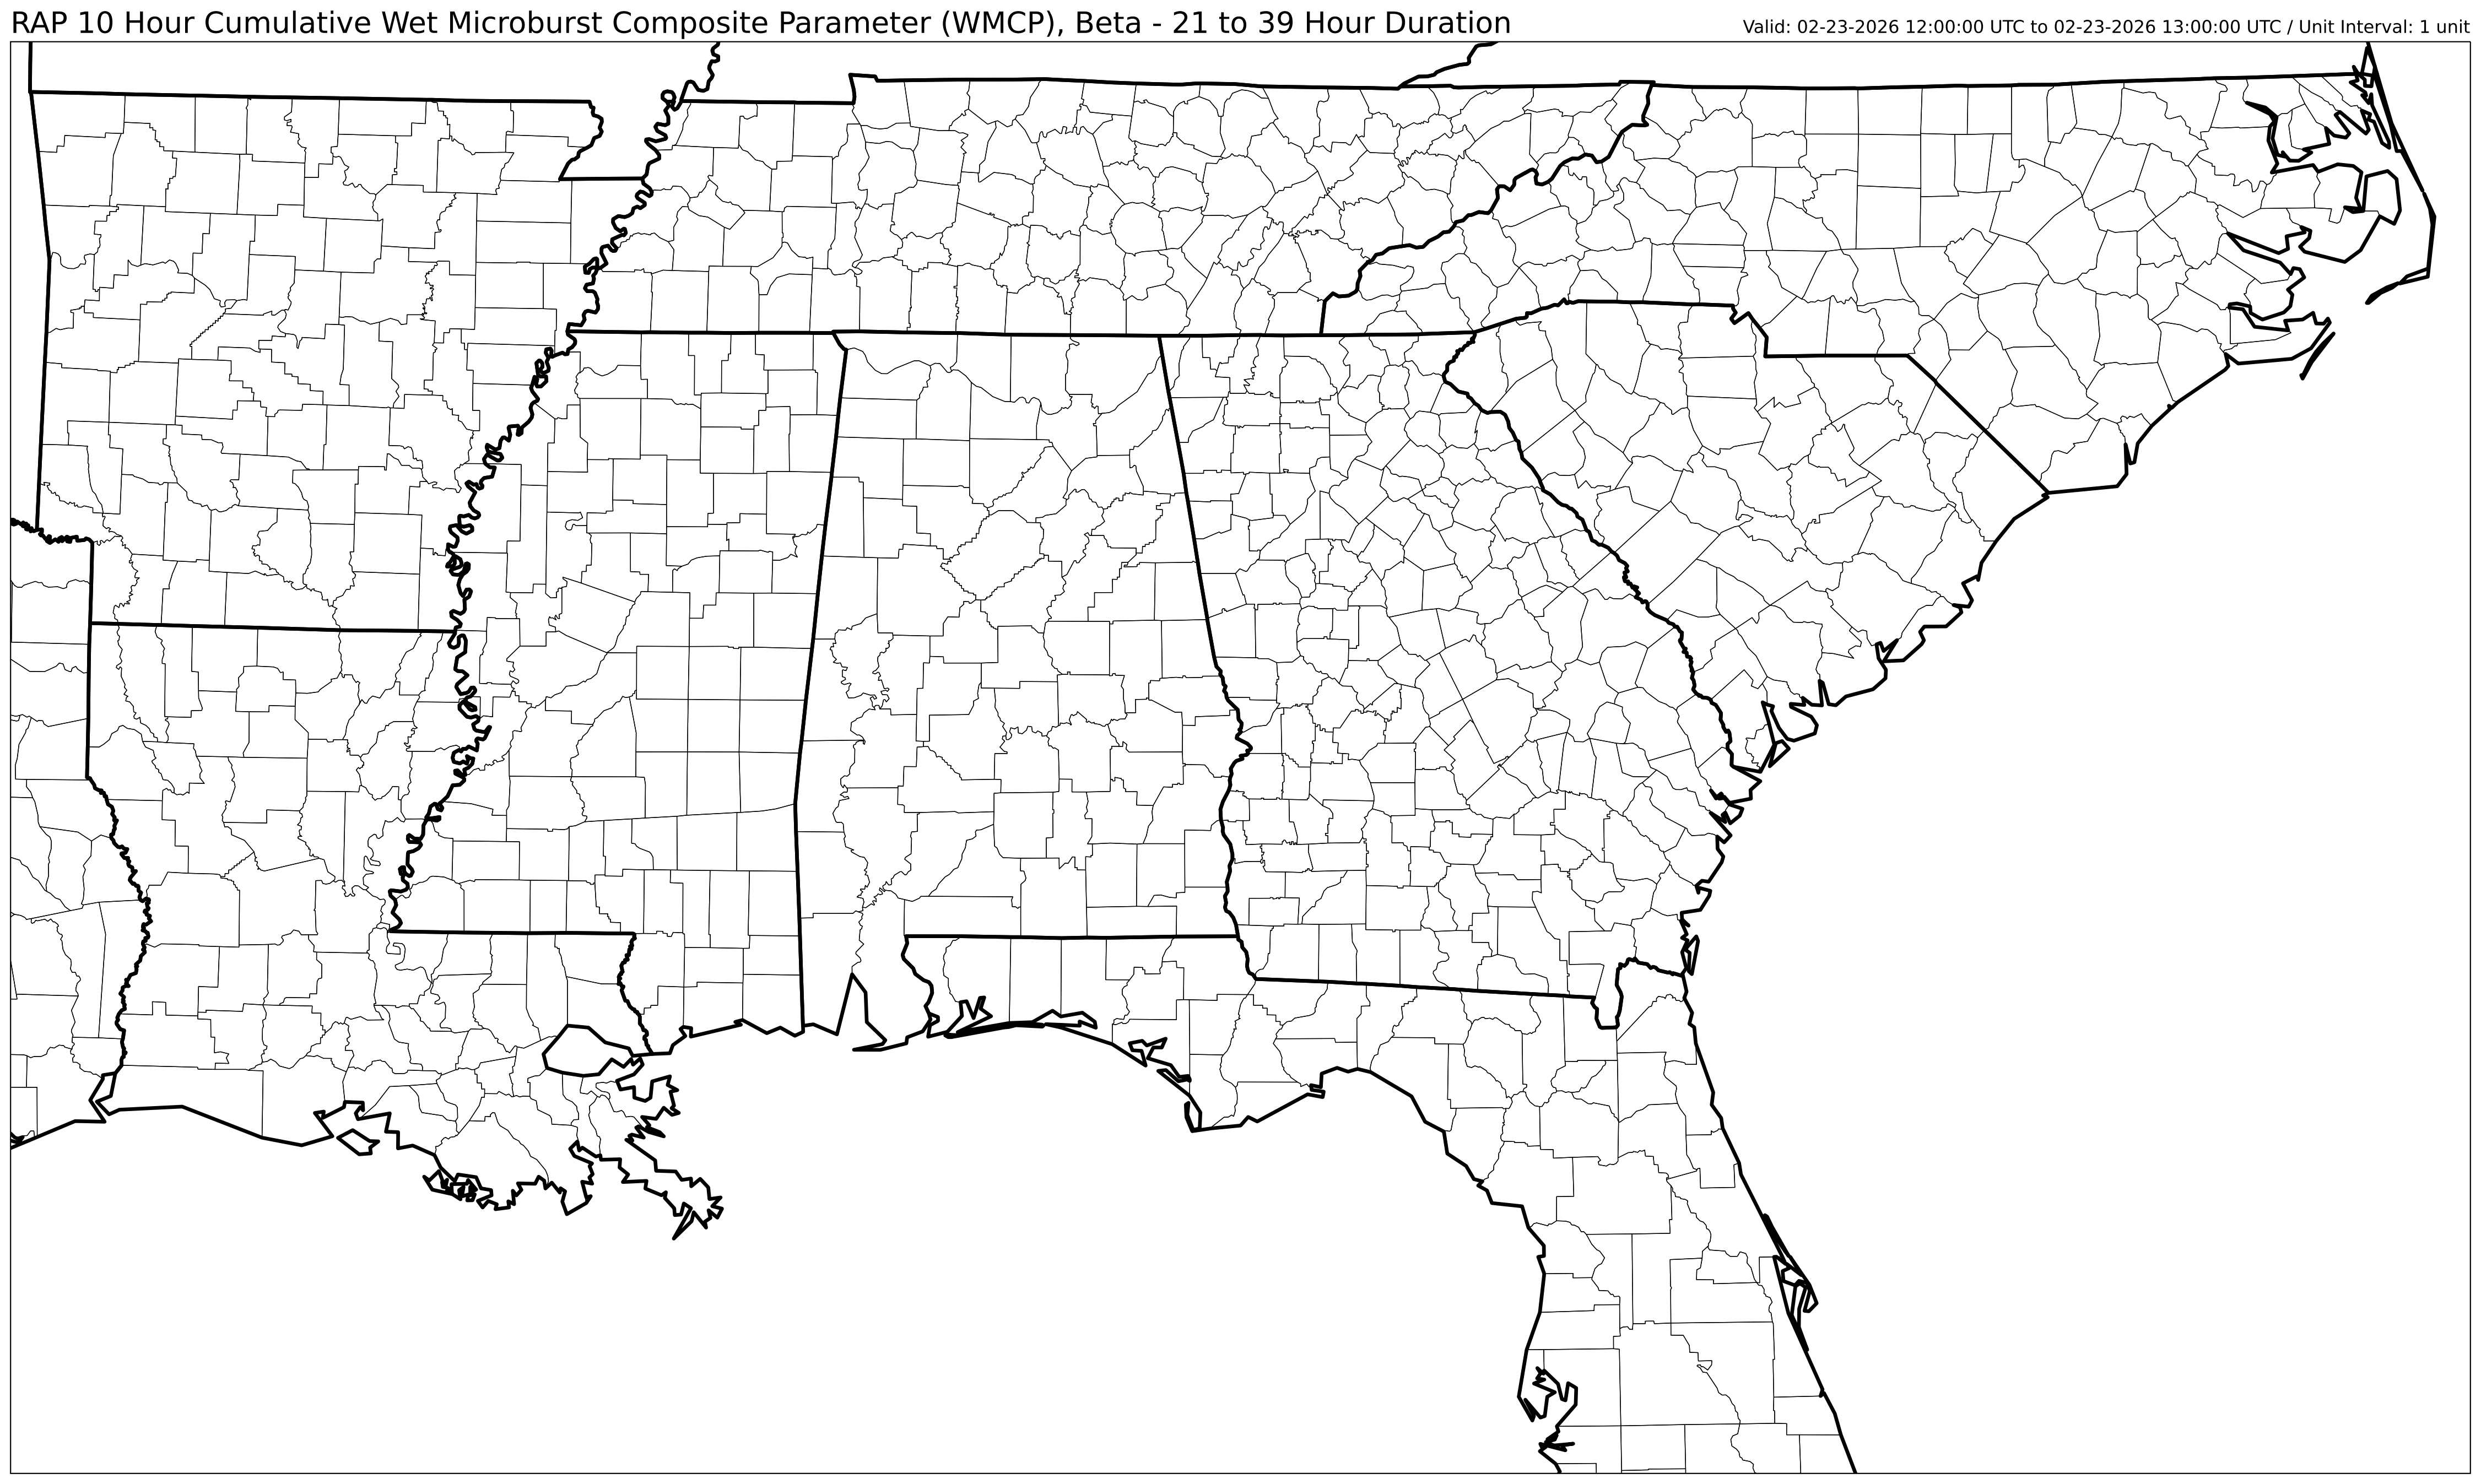 RAP 10 Hour Cumulative Wet Microburst Composite Parameter (WMCP), Beta - 21 to 39 Hour Duration
Valid: 02-23-2026 12:00:00 UTC to 02-23-2026 13:00:00 UTC / Unit Interval: 1 unit